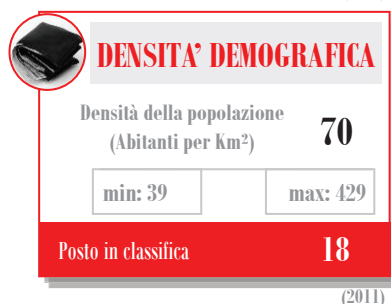 DENSITA’ DEMOGRAFICA
Densità della popolazione
(Abitanti per Km²)
70
min: 39
max: 429
Posto in classifica
18
(2011)